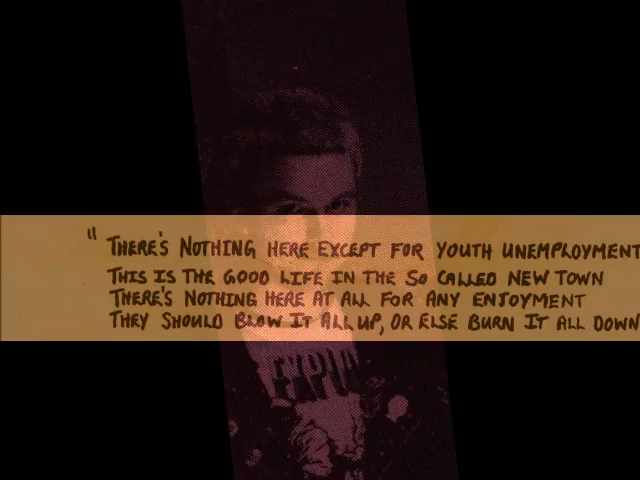 " THERE'S NOTHING HERE EXCEPT FOR YOUTH UNEMPLOYMENT
THIS IS THE GOOD LIFE IN THE SO CALLED NEW TOWN
THERE'S NOTHING HERE AT ALL FOR ANY ENJOYMENT
THEY SHOULD BLOW IT ALL UP, OR ELSE BURN IT ALL DOWN